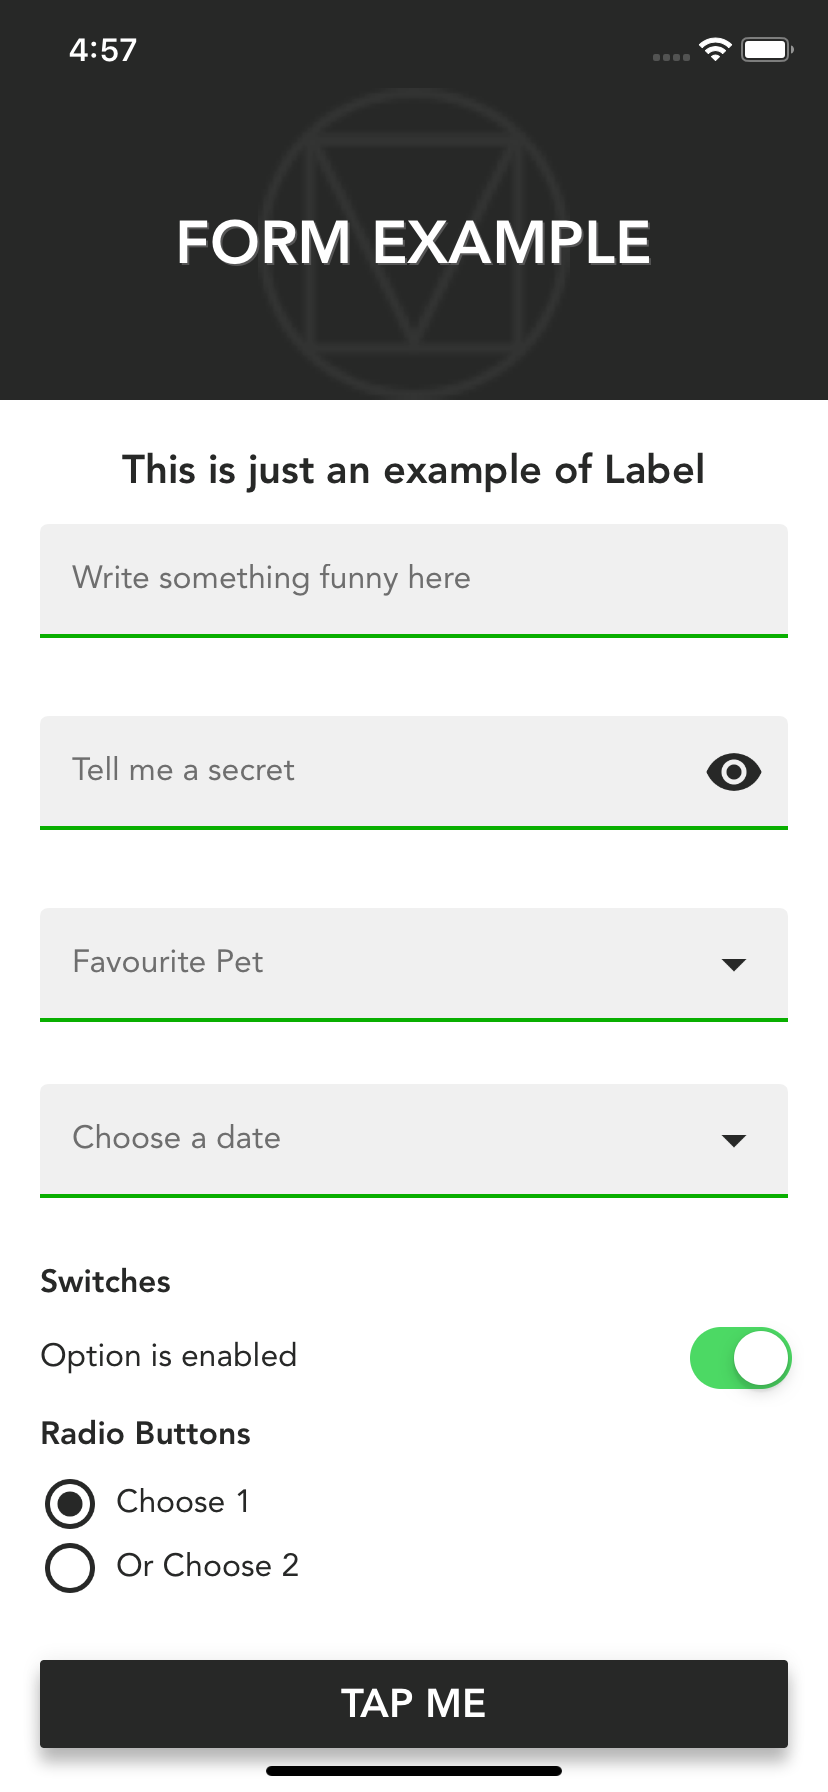 4:57
FORM EXAMPLE
This is just an example of Label
Write something funny here
Tell me a secret
Favourite Pet
Choose a date
Switches
Option is enabled
Radio Buttons
Choose 1
Or Choose 2
TAP ME